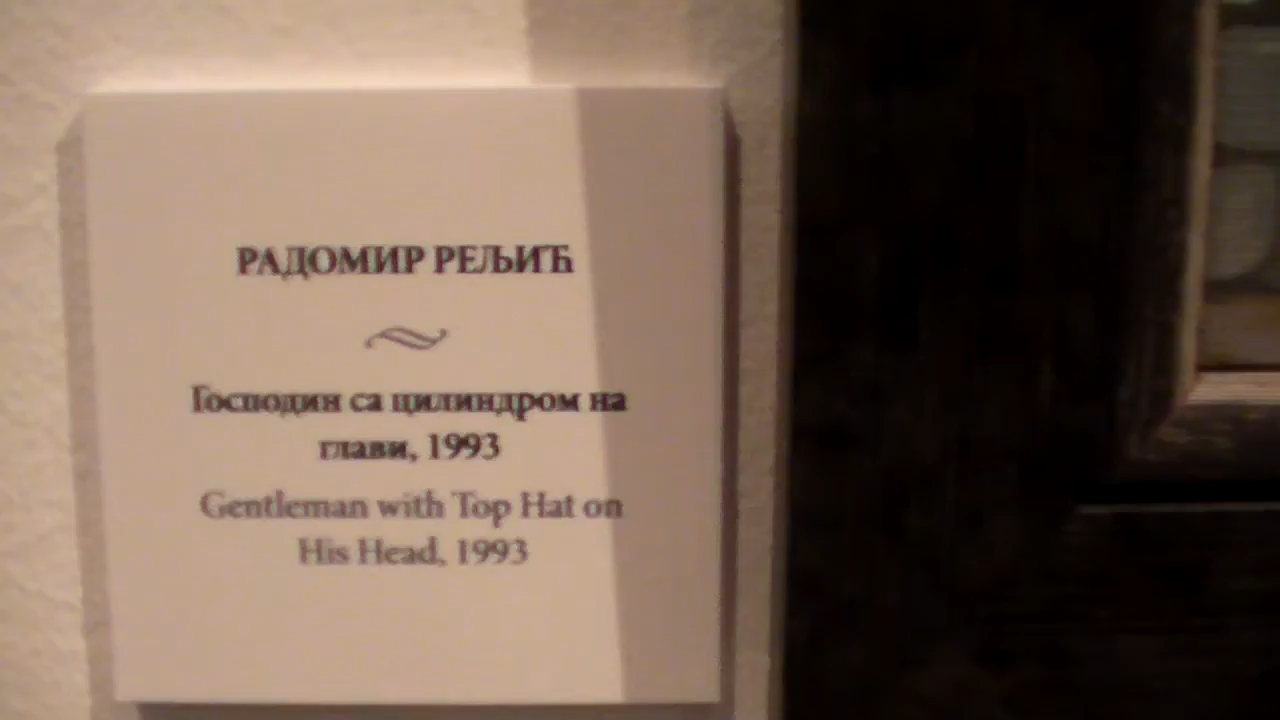 РАДОМИР РЕЉИЋ
Господин са цилиндром на
глави, 1993
Gentleman with Top Hat on
His Head, 1993